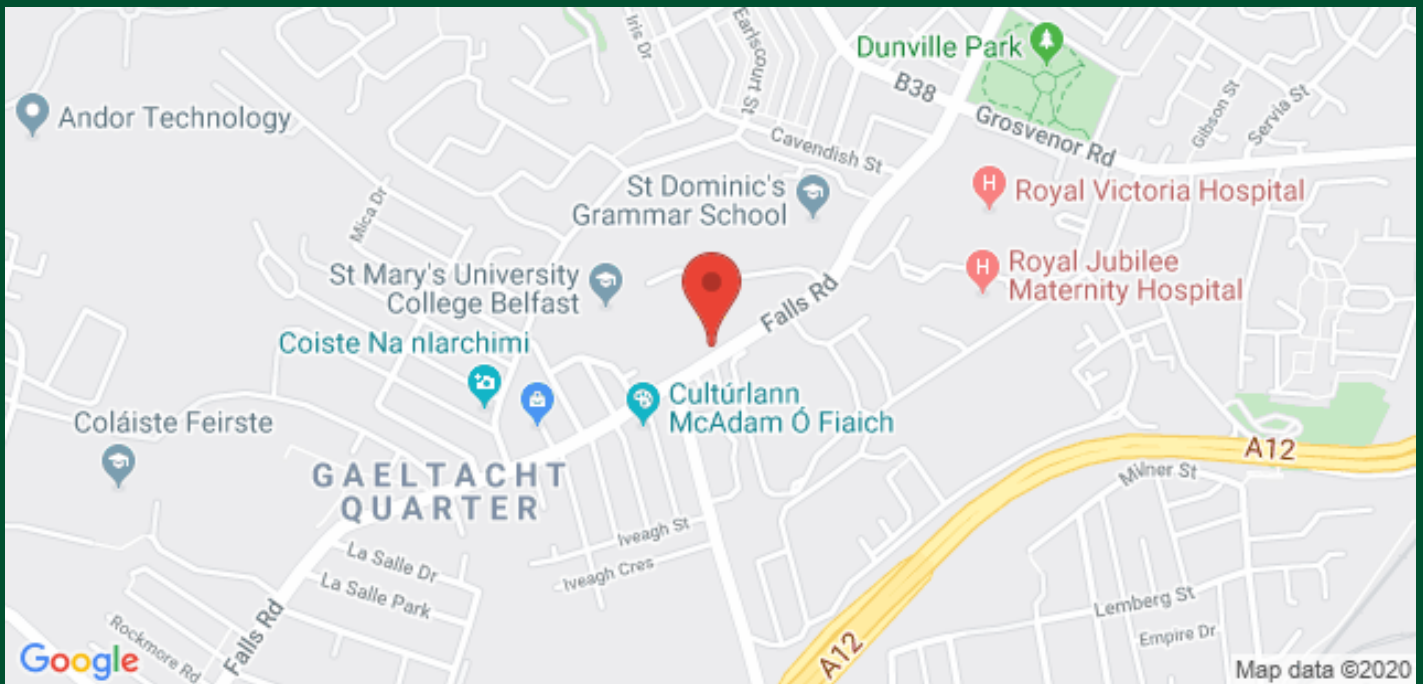 Iris Dr
Earlscourt St
Dunville Park
B38
Grosvenor Rd
Gibson St
Servia St
Andor Technology
Cavendish St
St Dominic's
Grammar School
Royal Victoria Hospital
Mica Dr
St Mary's University
College Belfast
Royal Jubilee
Maternity Hospital
Falls Rd
Coiste Na nIarchimi
Cultúrlann
McAdam Ó Fiaich
Coláiste Feirste
A12
Milner St
GAELTACHT
QUARTER
Iveagh St
Iveagh Cres
La Salle Dr
La Salle Park
Lemberg St
Empire Dr
Rockmore Rd
Falls Rd
A12
Google
Map data ©2020